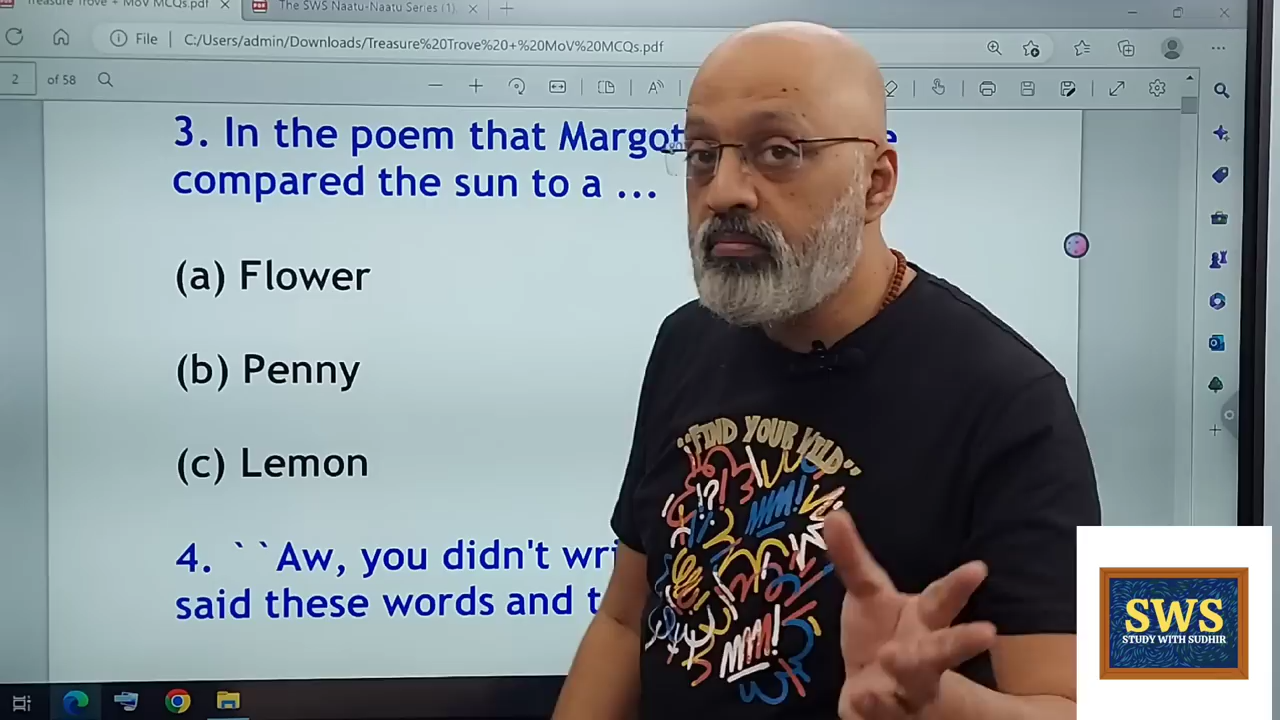 Treasure Trove + MoV MCQs.pdf
The SWS Naatu-Naatu Series (1).
File
C:/Users/admin/Downloads/Treasure%20Trove%20+%20MoV%20MCQs.pdf
2 of 58
3. In the poem that Margot
compared the sun to a ...
(a) Flower
(b) Penny
(c) Lemon
4. ``Aw, you didn't wri
said these words and t
"FIND YOUR WILD"
!?!
MM!
MM!
SWS
STUDY WITH SUDHIR